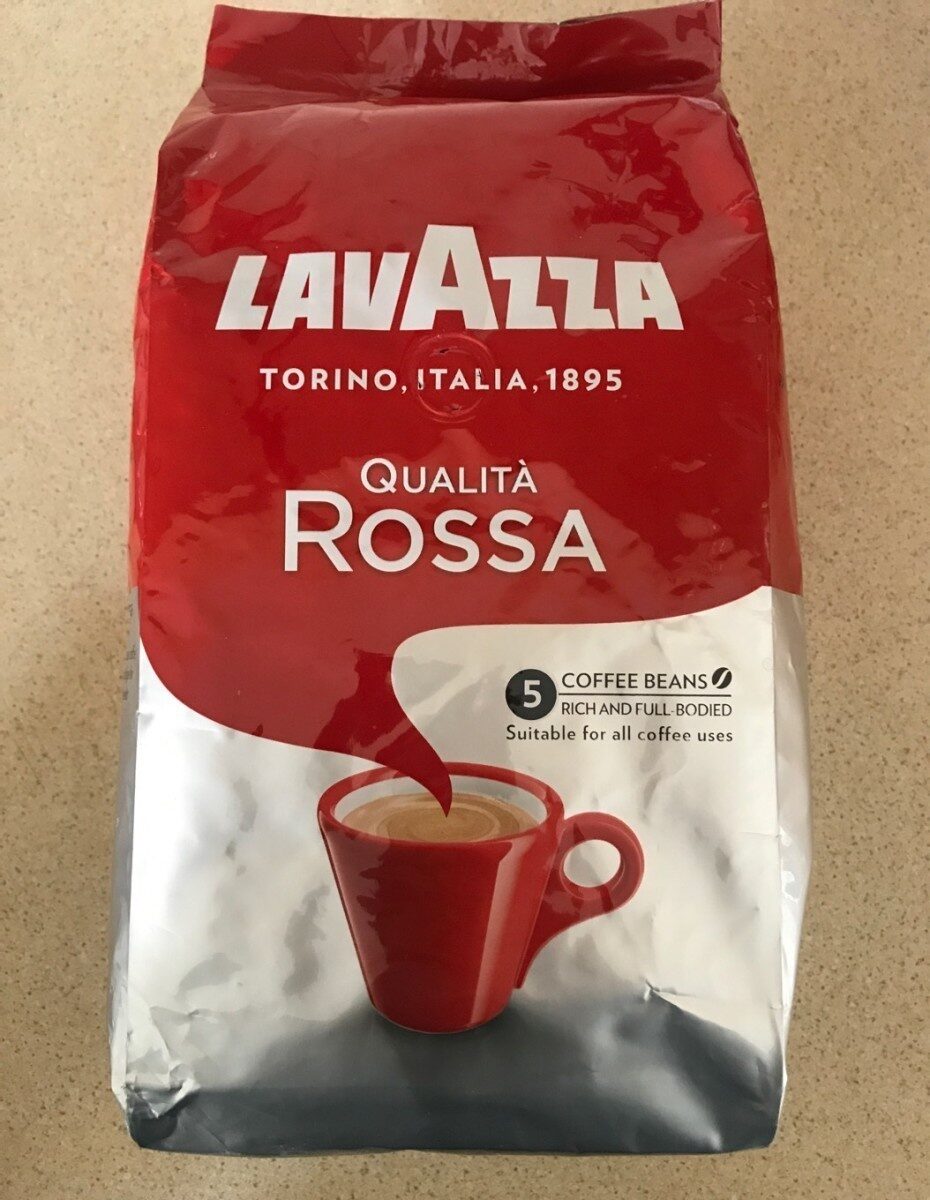 LAVAZZA
TORINO, ITALIA, 1895
QUALITÀ
ROSSA
5 COFFEE BEANS
RICH AND FULL-BODIED
Suitable for all coffee uses